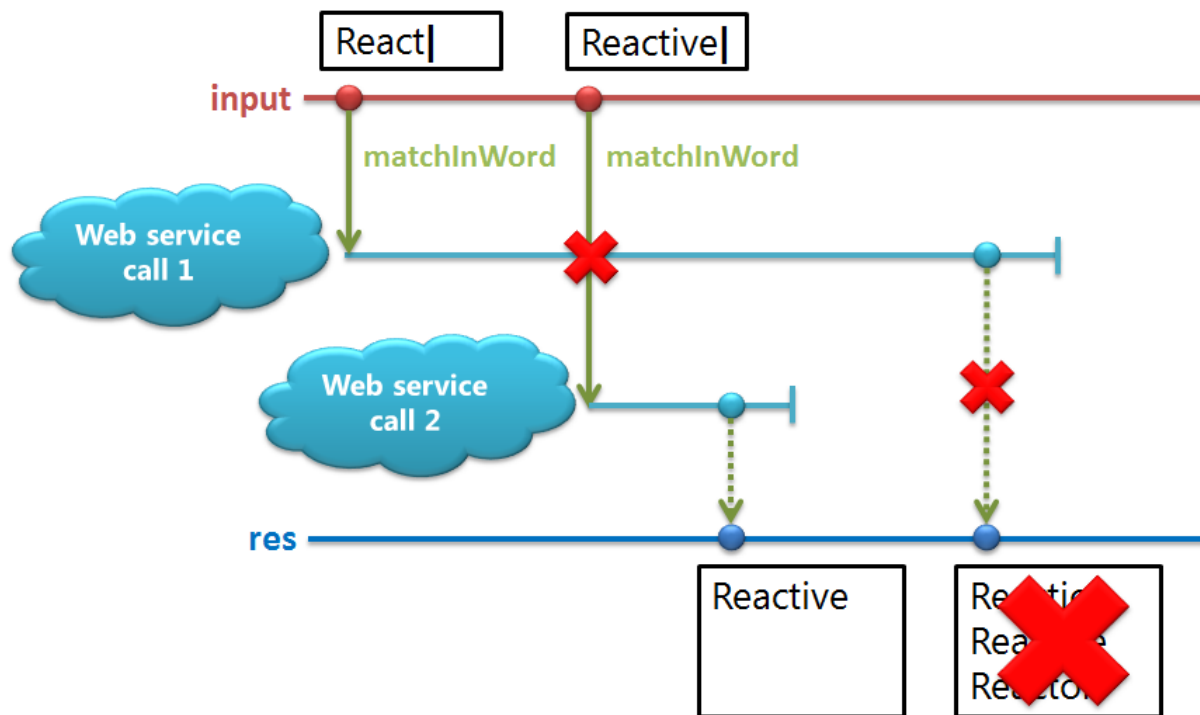 React|
Reactive|
input
matchInWord
matchInWord
Web service
call 1
Web service
call 2
res
Reactive